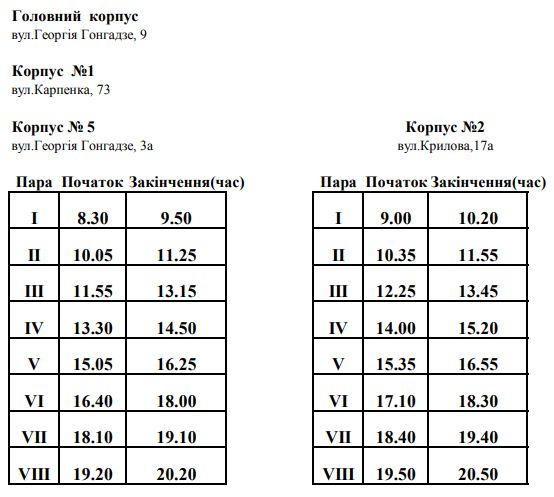 Головний корпус
вул.Георгія Гонгадзе, 9
Корпус №1
вул.Карпенка, 73
Корпус № 5
вул.Георгія Гонгадзе, 3а
Пара Початок Закінчення(час)
I 8.30 9.50
II 10.05 11.25
III 11.55 13.15
IV 13.30 14.50
V 15.05 16.25
VI 16.40 18.00
VII 18.10 19.10
VIII 19.20 20.20
Корпус №2
вул.Крилова,17а
Пара Початок Закінчення(час)
I 9.00 10.20
II 10.35 11.55
III 12.25 13.45
IV 14.00 15.20
V 15.35 16.55
VI 17.10 18.30
VII 18.40 19.40
VIII 19.50 20.50